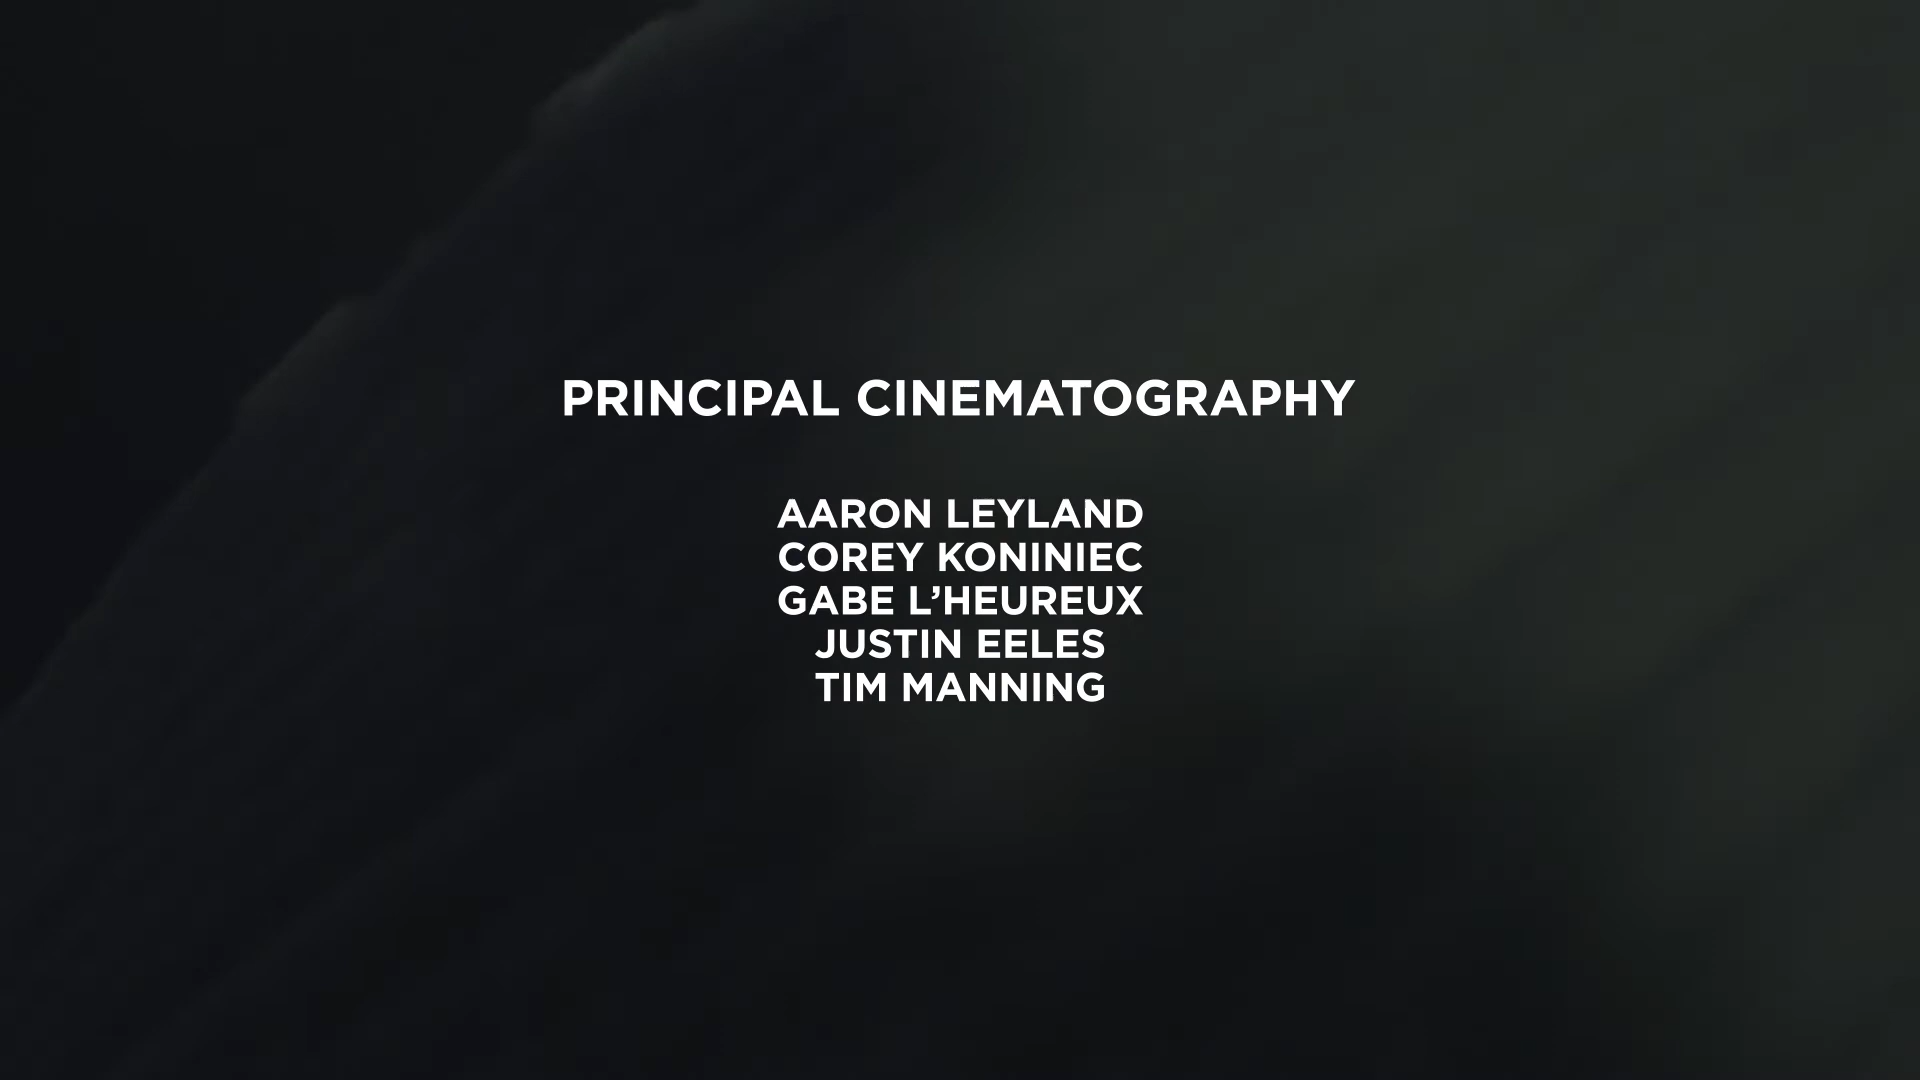 PRINCIPAL CINEMATOGRAPHY
AARON LEYLAND
COREY KONINIEC
GABE L’HEUREUX
JUSTIN EELES
TIM MANNING